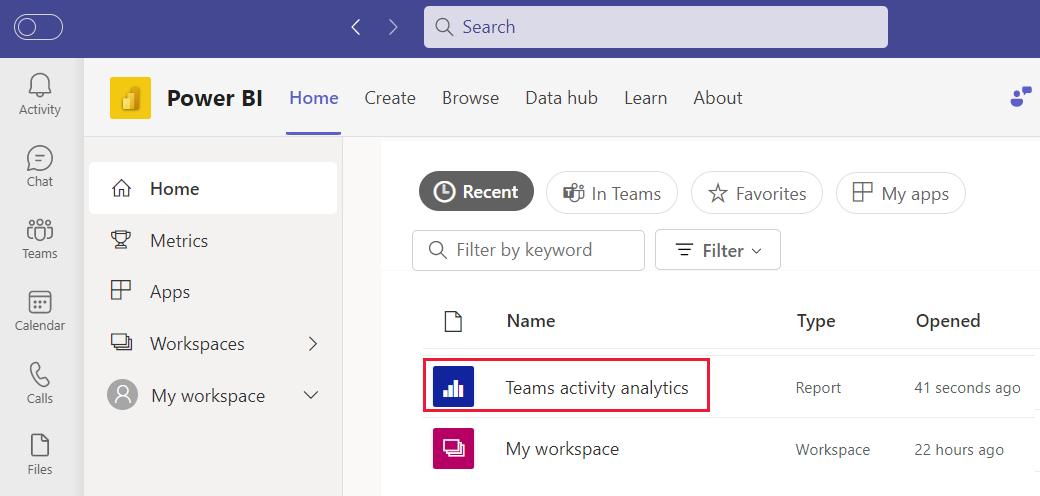 Search
Activity
Chat
Teams
Calendar
Calls
Files
Power BI Home Create Browse Data hub Learn About
Home
Metrics
Apps
Workspaces
My workspace
Recent In Teams Favorites My apps
Filter by keyword Filter
Name Type Opened
Teams activity analytics Report 41 seconds ago
My workspace Workspace 22 hours ago